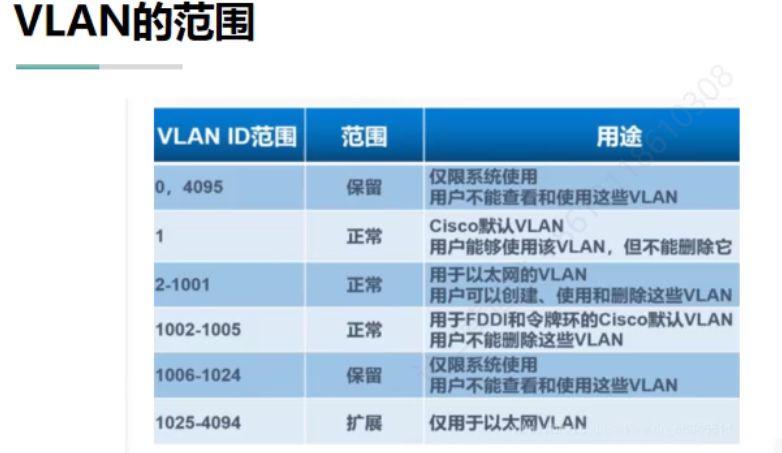 VLAN的范围
VLAN ID范围 范围 用途
0，4095 保留 仅限系统使用
用户不能查看和使用这些VLAN
1 正常 Cisco默认VLAN
用户能够使用该VLAN，但不能删除它
2-1001 正常 用于以太网的VLAN
用户可以创建、使用和删除这些VLAN
1002-1005 正常 用于FDDI和令牌环的Cisco默认VLAN
用户不能删除这些VLAN
1006-1024 保留 仅限系统使用
用户不能查看和使用这些VLAN
1025-4094 扩展 仅用于以太网VLAN